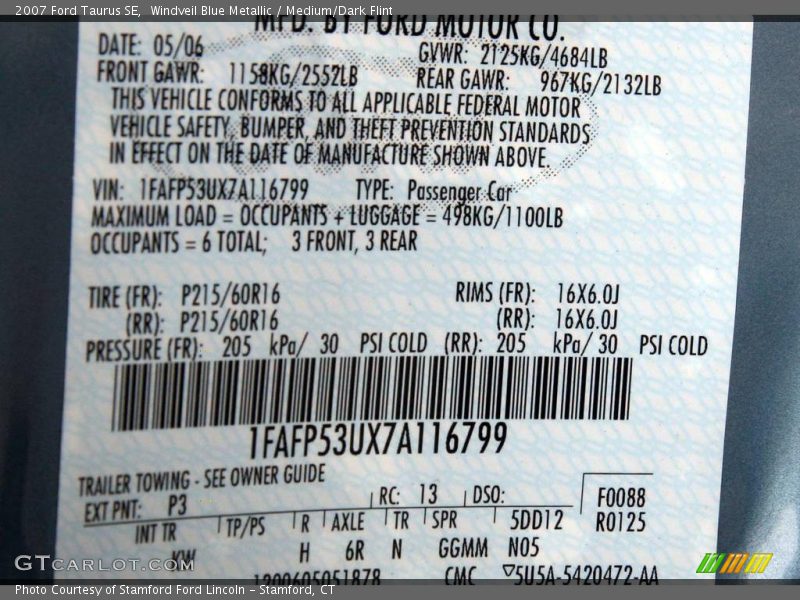 2007 Ford Taurus SE, Windveil Blue Metallic / Medium/Dark Flint
MFD. BY FORD MOTOR CO.
DATE: 05/06 GVWR: 2125KG/4684LB
FRONT GAWR: 1158KG/2552LB REAR GAWR: 967KG/2132LB
THIS VEHICLE CONFORMS TO ALL APPLICABLE FEDERAL MOTOR
VEHICLE SAFETY, BUMPER, AND THEFT PREVENTION STANDARDS
IN EFFECT ON THE DATE OF MANUFACTURE SHOWN ABOVE.
VIN: 1FAFP53UX7A116799 TYPE: Passenger Car
MAXIMUM LOAD = OCCUPANTS + LUGGAGE = 498KG/1100LB
OCCUPANTS = 6 TOTAL; 3 FRONT, 3 REAR
TIRE (FR): P215/60R16 RIMS (FR): 16X6.0J
(RR): P215/60R16 (RR): 16X6.0J
PRESSURE (FR): 205 kPa/ 30 PSI COLD (RR): 205 kPa/ 30 PSI COLD
1FAFP53UX7A116799
TRAILER TOWING - SEE OWNER GUIDE
EXT PNT: P3 RC: 13 DSO: F0088
INT TR TP/PS R AXLE TR SPR 5DD12 R0125
KW H 6R N GGMM N05
1200605051878 CMC ▽5U5A-5420472-AA
GTCARLOT.COM
Photo Courtesy of Stamford Ford Lincoln - Stamford, CT